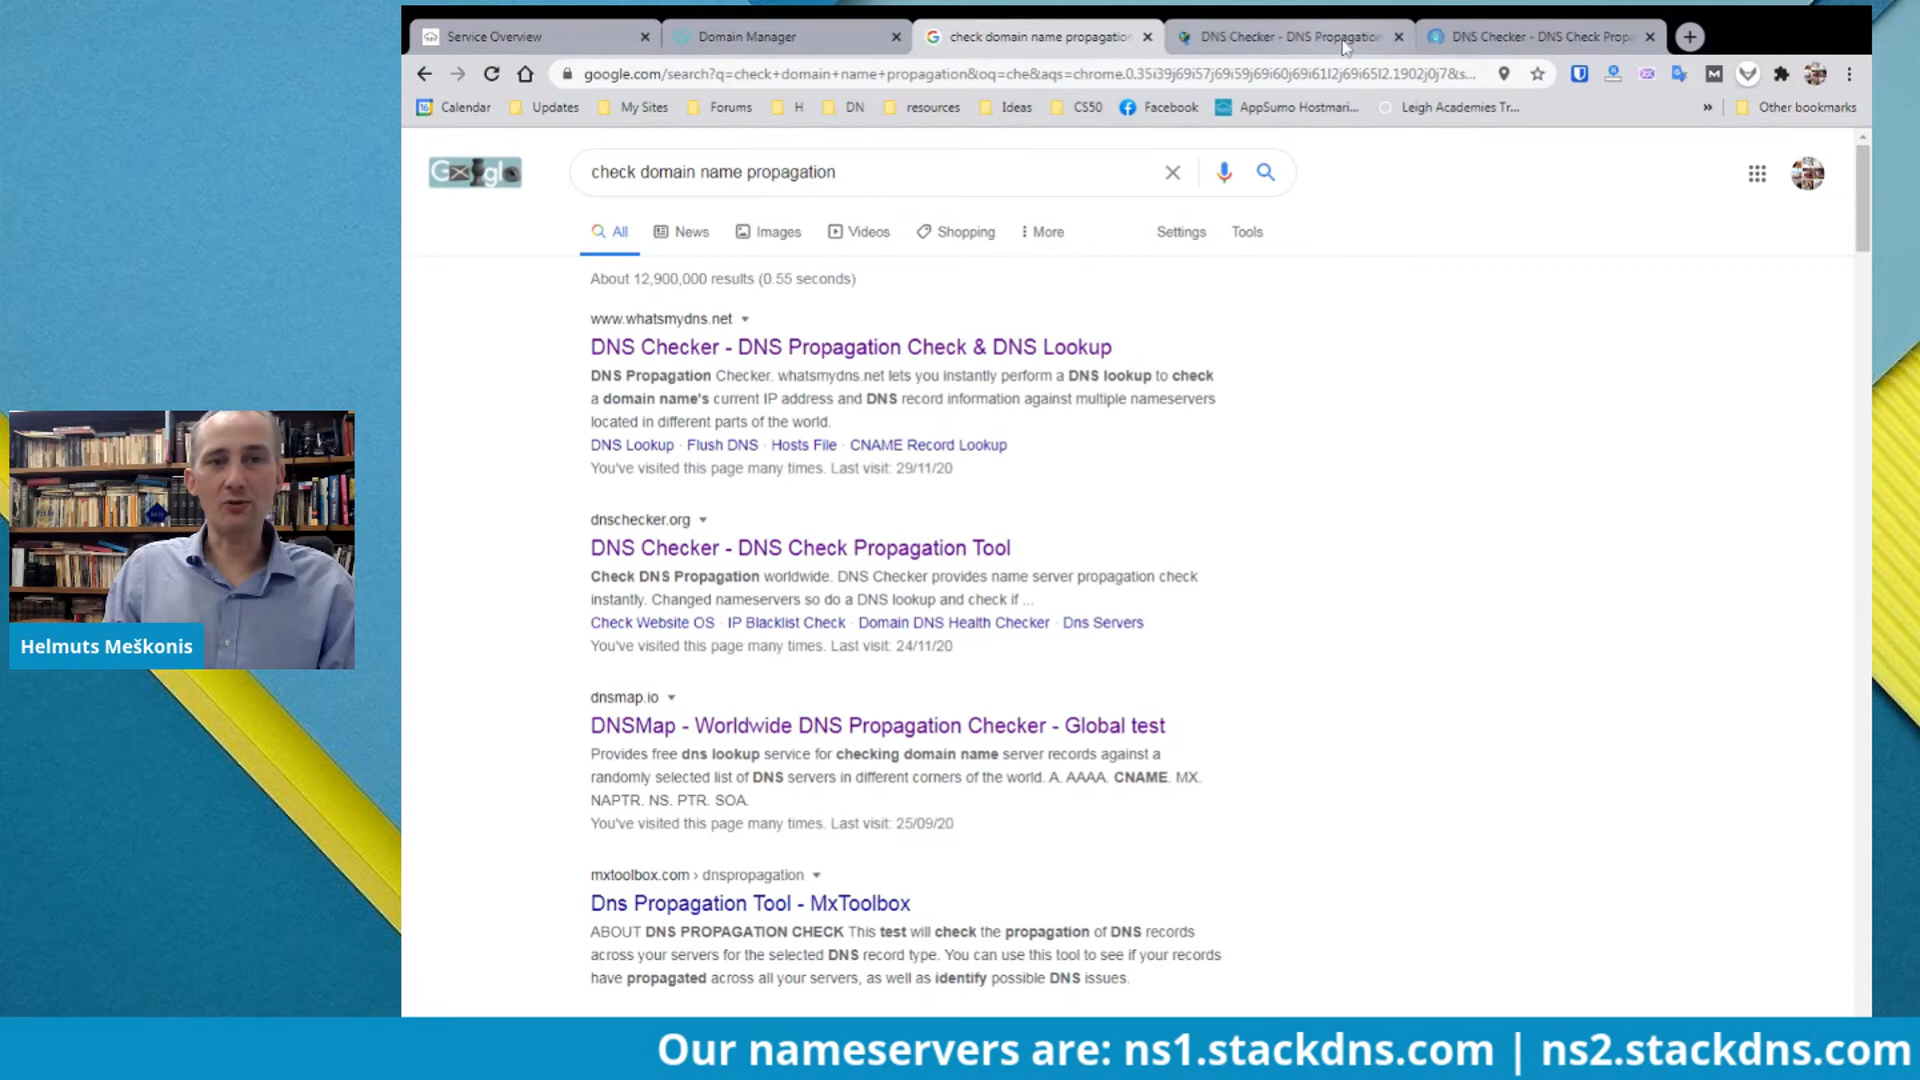 Service Overview
Domain Manager
check domain name propagation
DNS Checker - DNS Propagation
DNS Checker - DNS Check Prop
google.com/search?q=check+domain+name+propagation&oq=che&aqs=chrome.0.35i39j69i57j69i59j69i60j69i61l2j69i65l2.1902j0j7&s...
Calendar
Updates
My Sites
Forums
H
DN
resources
Ideas
CS50
Facebook
AppSumo Hostmari...
Leigh Academies Tr...
»
Other bookmarks
Google
check domain name propagation
All
News
Images
Videos
Shopping
More
Settings
Tools
About 12,900,000 results (0.55 seconds)
www.whatsmydns.net
DNS Checker - DNS Propagation Check & DNS Lookup
DNS Propagation Checker. whatsmydns.net lets you instantly perform a DNS lookup to check
a domain name's current IP address and DNS record information against multiple nameservers
located in different parts of the world.
DNS Lookup · Flush DNS · Hosts File · CNAME Record Lookup
You've visited this page many times. Last visit: 29/11/20
dnschecker.org
DNS Checker - DNS Check Propagation Tool
Check DNS Propagation worldwide. DNS Checker provides name server propagation check
instantly. Changed nameservers so do a DNS lookup and check if ...
Check Website OS · IP Blacklist Check · Domain DNS Health Checker · Dns Servers
You've visited this page many times. Last visit: 24/11/20
dnsmap.io
DNSMap - Worldwide DNS Propagation Checker - Global test
Provides free dns lookup service for checking domain name server records against a
randomly selected list of DNS servers in different corners of the world. A. AAAA. CNAME. MX.
NAPTR. NS. PTR. SOA.
You've visited this page many times. Last visit: 25/09/20
mxtoolbox.com › dnspropagation
Dns Propagation Tool - MxToolbox
ABOUT DNS PROPAGATION CHECK This test will check the propagation of DNS records
across your servers for the selected DNS record type. You can use this tool to see if your records
have propagated across all your servers, as well as identify possible DNS issues.
Helmuts Meškonis
Our nameservers are: ns1.stackdns.com | ns2.stackdns.com